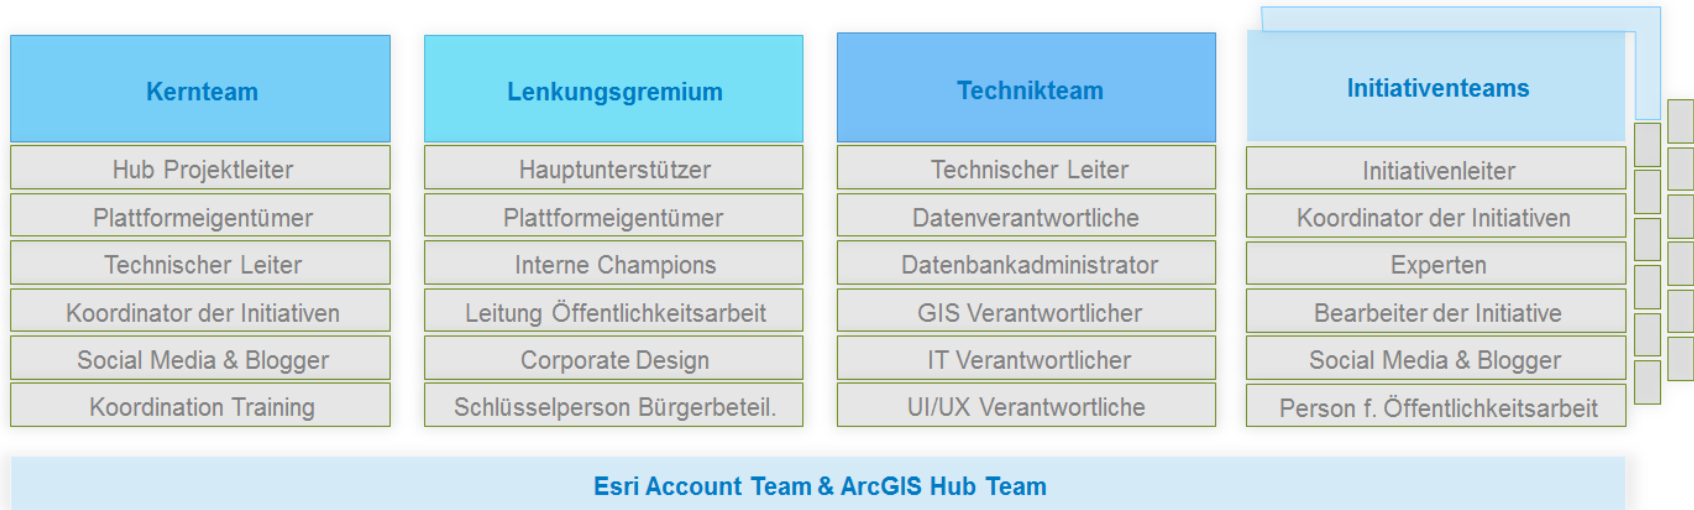 Kernteam
Hub Projektleiter
Plattformeigentümer
Technischer Leiter
Koordinator der Initiativen
Social Media & Blogger
Koordination Training
Lenkungsgremium
Hauptunterstützer
Plattformeigentümer
Interne Champions
Leitung Öffentlichkeitsarbeit
Corporate Design
Schlüsselperson Bürgerbeteil.
Technikteam
Technischer Leiter
Datenverantwortliche
Datenbankadministrator
GIS Verantwortlicher
IT Verantwortlicher
UI/UX Verantwortliche
Initiativenteams
Initiativenleiter
Koordinator der Initiativen
Experten
Bearbeiter der Initiative
Social Media & Blogger
Person f. Öffentlichkeitsarbeit
Esri Account Team & ArcGIS Hub Team